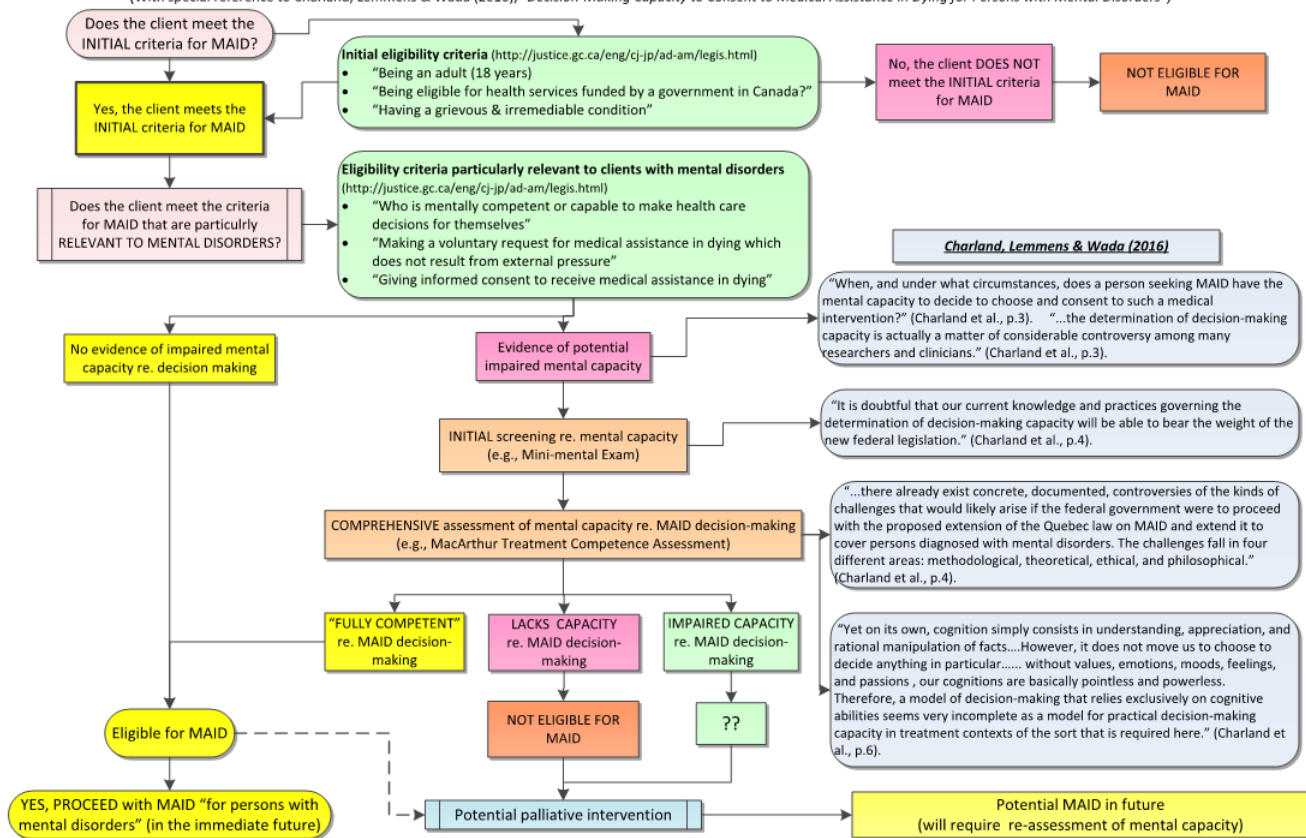 (With special reference to Charland, Lemmens & Wada (2016), "Decision-Making Capacity to Consent to Medical Assistance in Dying for Persons with Mental Disorders")
Does the client meet the
INITIAL criteria for MAID?
Initial eligibility criteria (http://justice.gc.ca/eng/cj-jp/ad-am/legis.html)
• “Being an adult (18 years)
• “Being eligible for health services funded by a government in Canada?”
• “Having a grievous & irremediable condition”
No, the client DOES NOT
meet the INITIAL criteria
for MAID
NOT ELIGIBLE FOR
MAID
Yes, the client meets the
INITIAL criteria for MAID
Does the client meet the criteria
for MAID that are particulrly
RELEVANT TO MENTAL DISORDERS?
Eligibility criteria particularly relevant to clients with mental disorders
(http://justice.gc.ca/eng/cj-jp/ad-am/legis.html)
• “Who is mentally competent or capable to make health care
decisions for themselves”
• “Making a voluntary request for medical assistance in dying which
does not result from external pressure”
• “Giving informed consent to receive medical assistance in dying”
Charland, Lemmens & Wada (2016)
“When, and under what circumstances, does a person seeking MAID have the
mental capacity to decide to choose and consent to such a medical
intervention?” (Charland et al., p.3). “...the determination of decision-making
capacity is actually a matter of considerable controversy among many
researchers and clinicians.” (Charland et al., p.3).
No evidence of impaired mental
capacity re. decision making
Evidence of potential
impaired mental capacity
INITIAL screening re. mental capacity
(e.g., Mini-mental Exam)
“It is doubtful that our current knowledge and practices governing the
determination of decision-making capacity will be able to bear the weight of the
new federal legislation.” (Charland et al., p.4).
COMPREHENSIVE assessment of mental capacity re. MAID decision-making
(e.g., MacArthur Treatment Competence Assessment)
“...there already exist concrete, documented, controversies of the kinds of
challenges that would likely arise if the federal government were to proceed
with the proposed extension of the Quebec law on MAID and extend it to
cover persons diagnosed with mental disorders. The challenges fall in four
different areas: methodological, theoretical, ethical, and philosophical.”
(Charland et al., p.4).
“FULLY COMPETENT”
re. MAID decision-
making
LACKS CAPACITY
re. MAID decision-
making
IMPAIRED CAPACITY
re. MAID decision-
making
“Yet on its own, cognition simply consists in understanding, appreciation, and
rational manipulation of facts....However, it does not move us to choose to
decide anything in particular...... without values, emotions, moods, feelings,
and passions , our cognitions are basically pointless and powerless.
Therefore, a model of decision-making that relies exclusively on cognitive
abilities seems very incomplete as a model for practical decision-making
capacity in treatment contexts of the sort that is required here.” (Charland et
al., p.6).
Eligible for MAID
NOT ELIGIBLE FOR
MAID
??
YES, PROCEED with MAID “for persons with
mental disorders” (in the immediate future)
Potential palliative intervention
Potential MAID in future
(will require re-assessment of mental capacity)